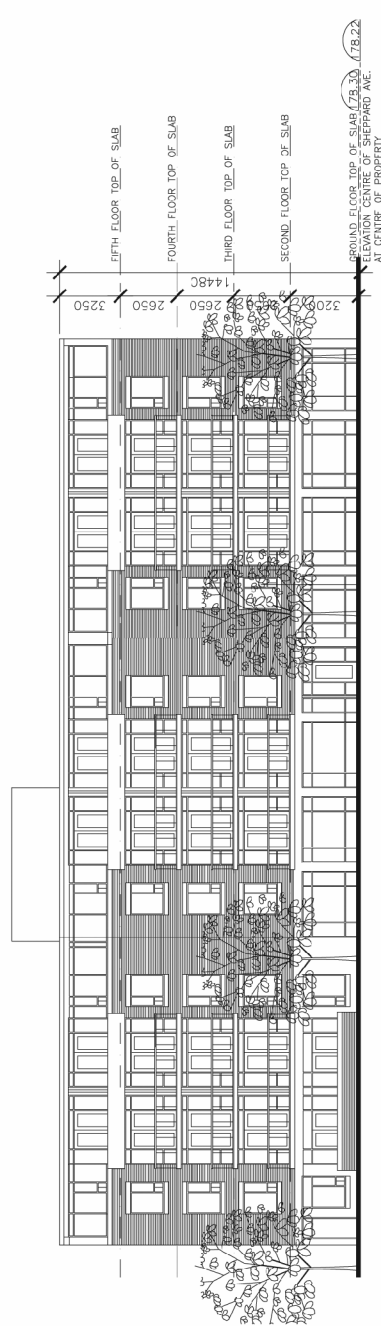 FIFTH FLOOR TOP OF SLAB
FOURTH FLOOR TOP OF SLAB
THIRD FLOOR TOP OF SLAB
SECOND FLOOR TOP OF SLAB
GROUND FLOOR TOP OF SLAB 178.30 178.22
ELEVATION CENTRE OF SHEPPARD AVE.
AT CENTRE OF PROPERTY
3250
2650
2650
1448C